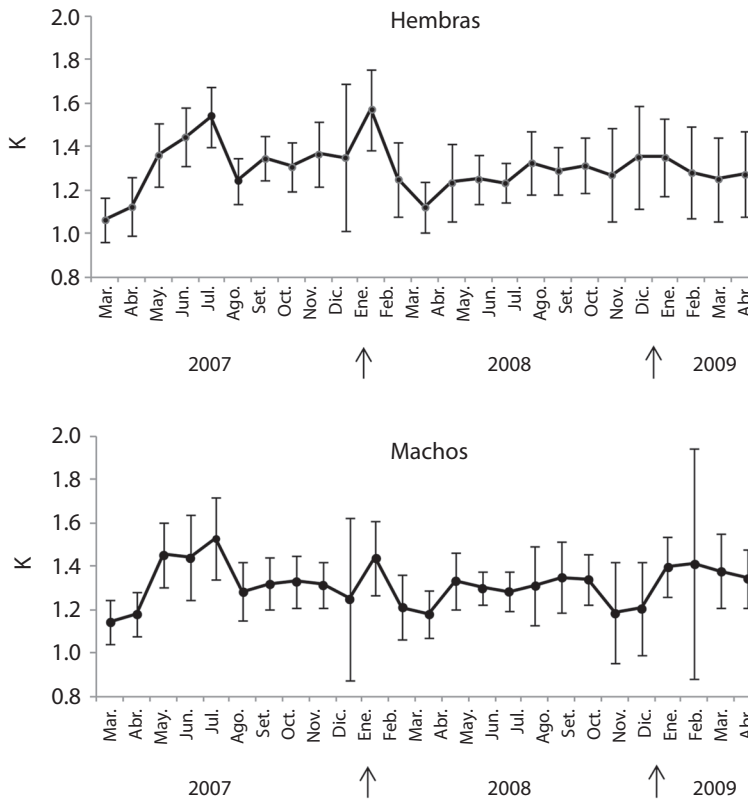 Hembras
K
2.0
1.8
1.6
1.4
1.2
1.0
0.8
Mar. Abr. May. Jun. Jul. Ago. Set. Oct. Nov. Dic. Ene. Feb. Mar. Abr. May. Jun. Jul. Ago. Set. Oct. Nov. Dic. Ene. Feb. Mar. Abr.
2007 ↑ 2008 ↑ 2009
Machos
K
2.0
1.8
1.6
1.4
1.2
1.0
0.8
Mar. Abr. May. Jun. Jul. Ago. Set. Oct. Nov. Dic. Ene. Feb. Mar. Abr. May. Jun. Jul. Ago. Set. Oct. Nov. Dic. Ene. Feb. Mar. Abr.
2007 ↑ 2008 ↑ 2009